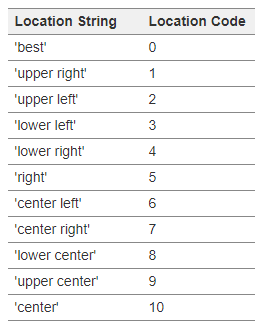 Location String Location Code
'best' 0
'upper right' 1
'upper left' 2
'lower left' 3
'lower right' 4
'right' 5
'center left' 6
'center right' 7
'lower center' 8
'upper center' 9
'center' 10